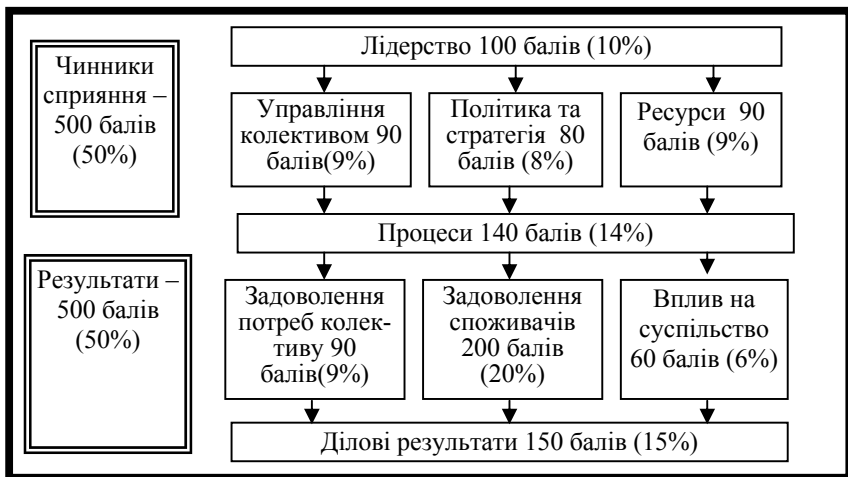 Чинники
сприяння –
500 балів
(50%)
Лідерство 100 балів (10%)
Управління
колективом 90
балів(9%)
Політика та
стратегія  80
балів (8%)
Ресурси  90
балів (9%)
Процеси 140 балів (14%)
Результати –
500 балів
(50%)
Задоволення
потреб колек-
тиву 90
балів(9%)
Задоволення
споживачів
200 балів
(20%)
Вплив на
суспільство
60 балів (6%)
Ділові результати 150 балів (15%)